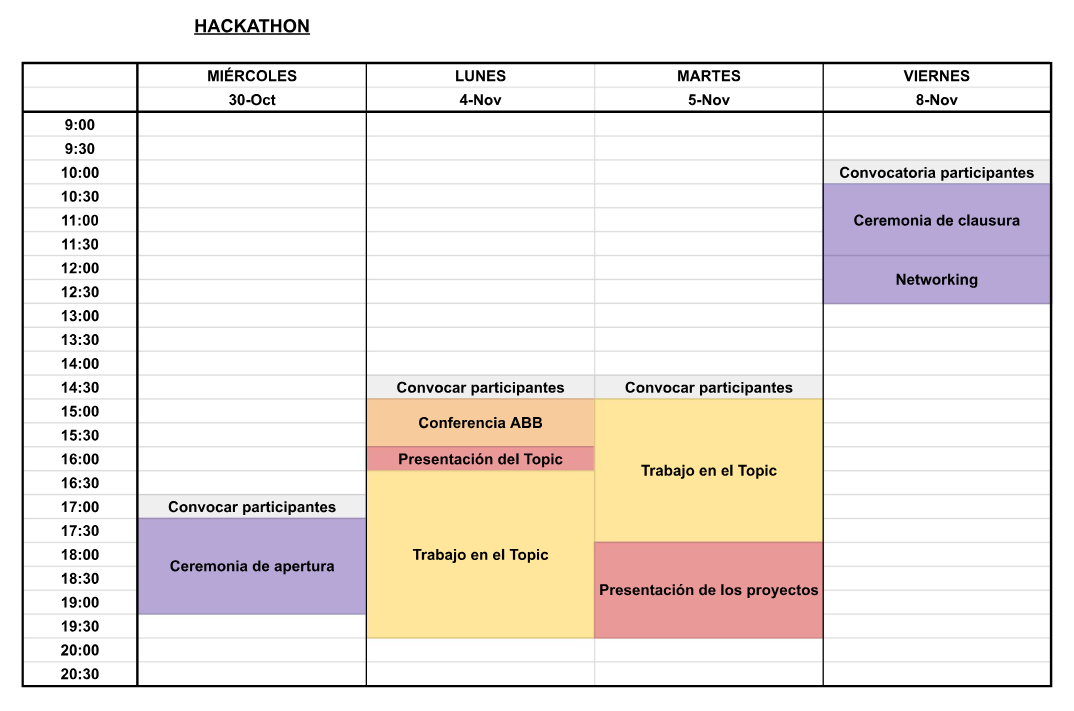 HACKATHON
MIÉRCOLES LUNES MARTES VIERNES
30-Oct 4-Nov 5-Nov 8-Nov
9:00
9:30
10:00 Convocatoria participantes
10:30
11:00 Ceremonia de clausura
11:30
12:00
Networking
12:30
13:00
13:30
14:00
14:30 Convocar participantes Convocar participantes
15:00
Conferencia ABB
15:30
16:00 Presentación del Topic
Trabajo en el Topic
16:30
17:00 Convocar participantes
17:30
18:00 Trabajo en el Topic
Ceremonia de apertura
18:30
Presentación de los proyectos
19:00
19:30
20:00
20:30